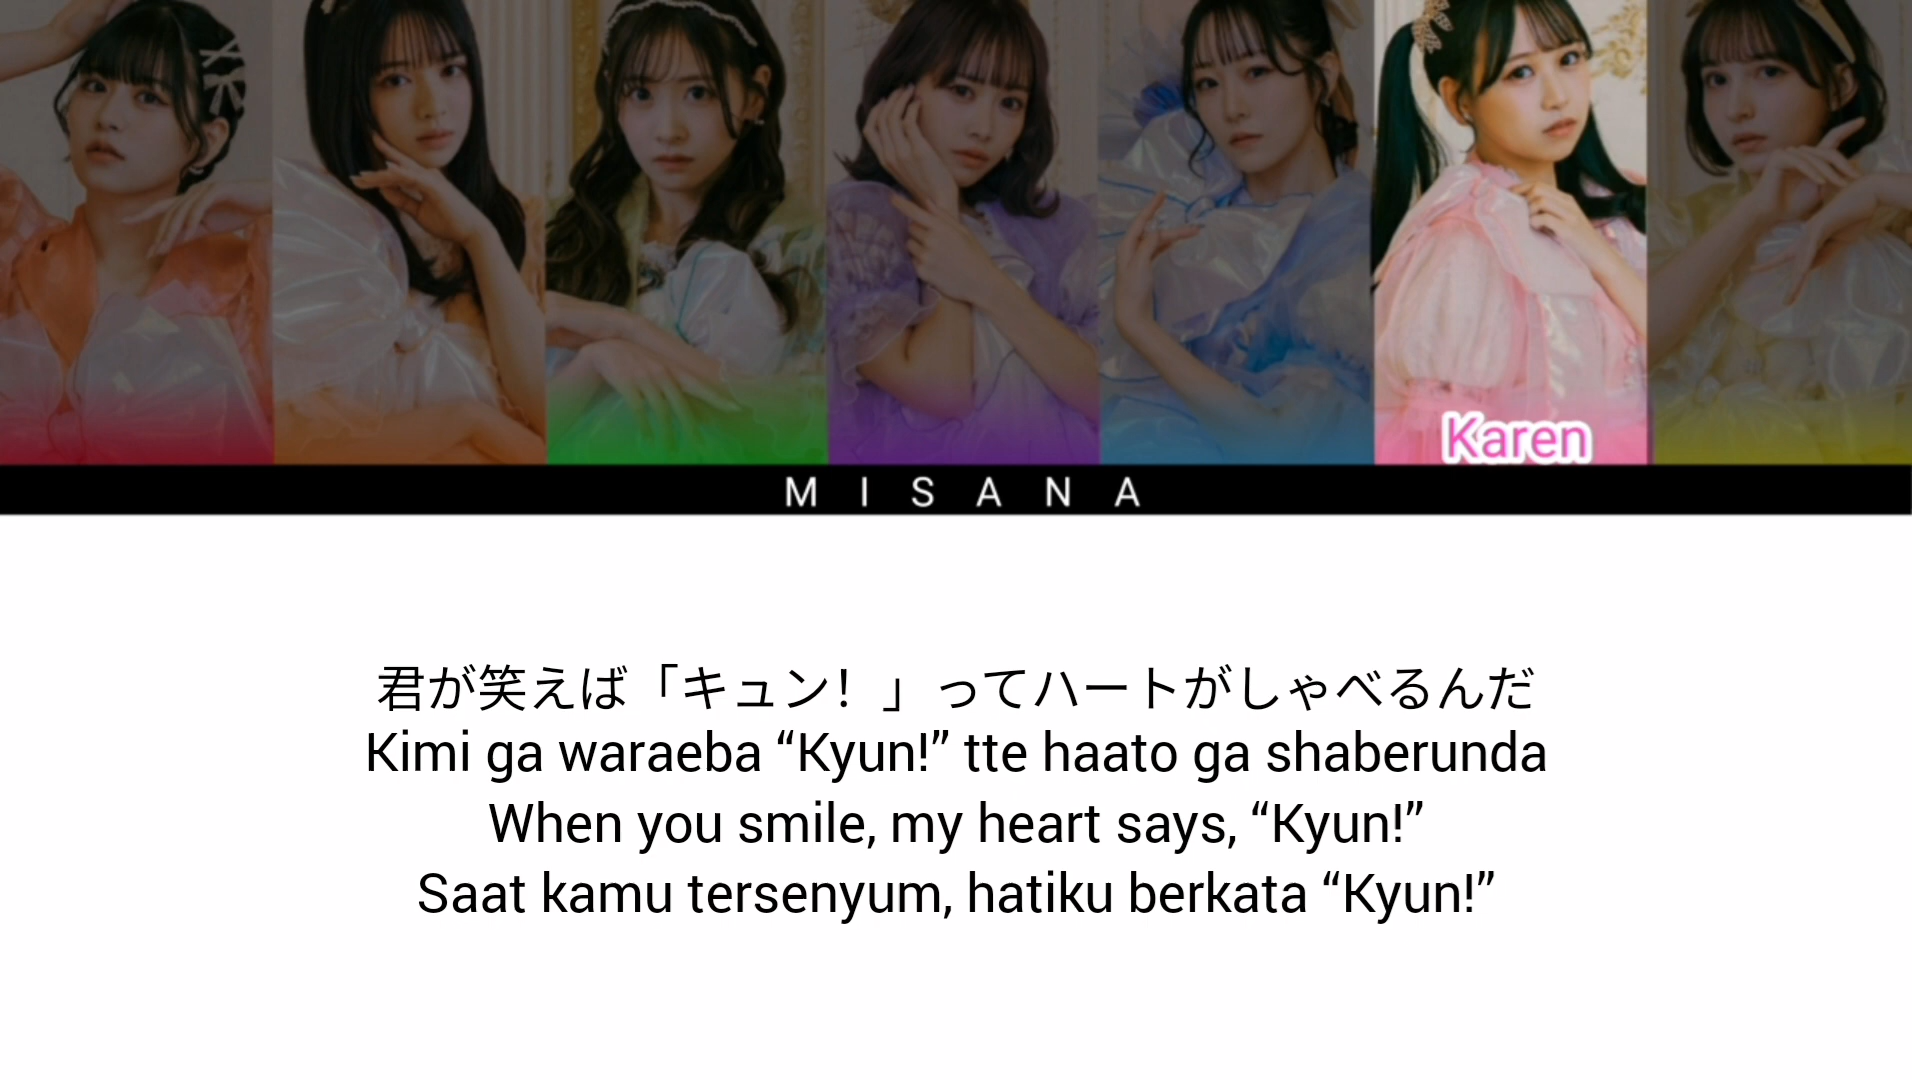 Karen
M I S A N A
君が笑えば「キュン！」ってハートがしゃべるんだ
Kimi ga waraeba “Kyun!” tte haato ga shaberunda
When you smile, my heart says, “Kyun!”
Saat kamu tersenyum, hatiku berkata “Kyun!”